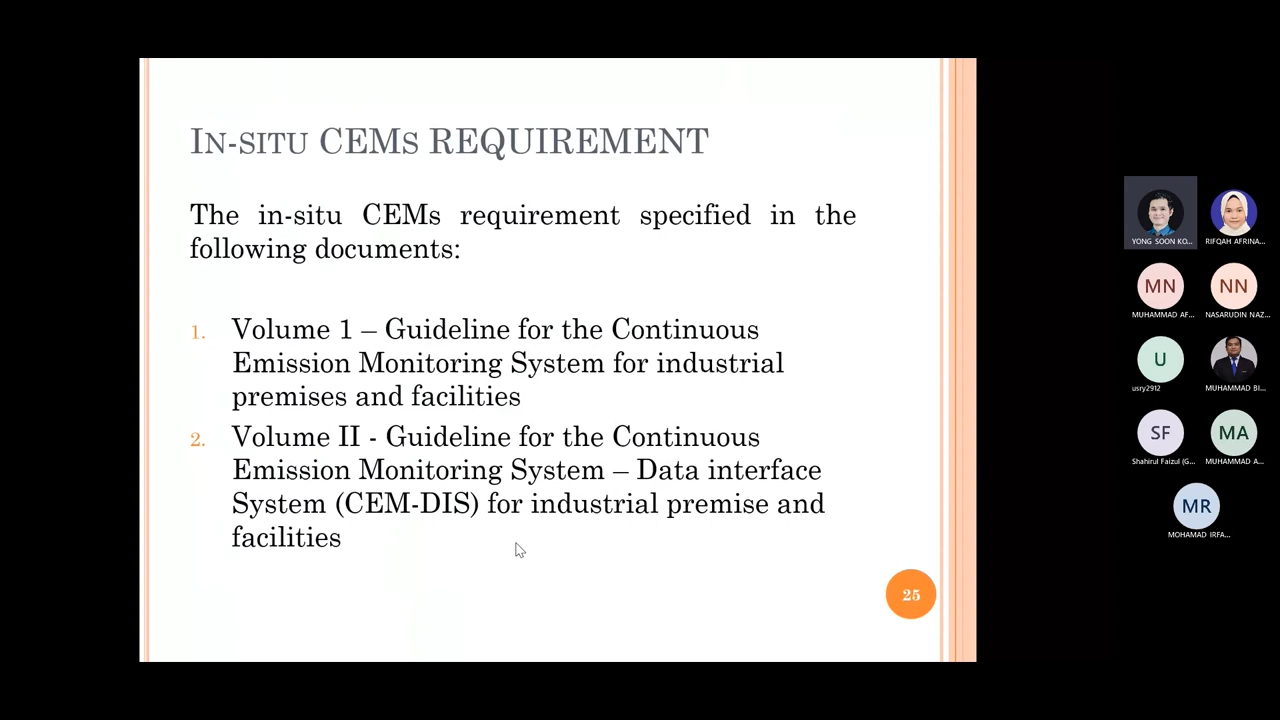 IN-SITU CEMS REQUIREMENT
The in-situ CEMs requirement specified in the
following documents:
1. Volume 1 – Guideline for the Continuous
Emission Monitoring System for industrial
premises and facilities
2. Volume II - Guideline for the Continuous
Emission Monitoring System – Data interface
System (CEM-DIS) for industrial premise and
facilities
25
YONG SOON KO...
RIFQAH AFRINA...
MN
NN
MUHAMMAD AF...
NASARUDIN NAZ...
U
usry2912
MUHAMMAD BI...
SF
MA
Shahirul Faizul (G...
MUHAMMAD A...
MR
MOHAMAD IRFA...